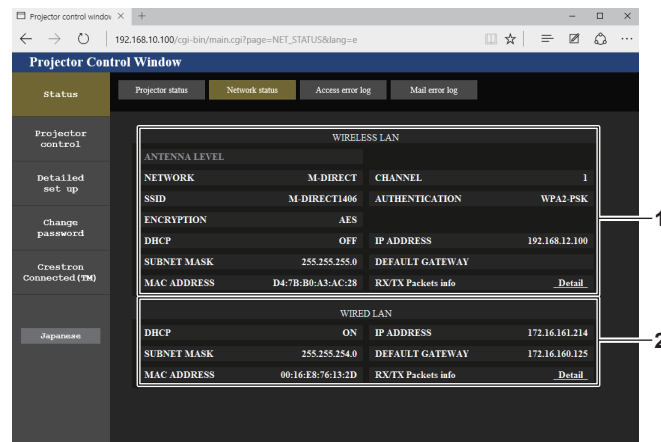 Projector control window
192.168.10.100/cgi-bin/main.cgi?page=NET_STATUS&lang=e
Projector Control Window
Status
Projector status
Network status
Access error log
Mail error log
Projector
control
Detailed
set up
Change
password
Crestron
Connected(TM)
Japanese
WIRELESS LAN
ANTENNA LEVEL
NETWORK M-DIRECT CHANNEL 1
SSID M-DIRECT1406 AUTHENTICATION WPA2-PSK
ENCRYPTION AES
DHCP OFF IP ADDRESS 192.168.12.100
SUBNET MASK 255.255.255.0 DEFAULT GATEWAY
MAC ADDRESS D4:7B:B0:A3:AC:28 RX/TX Packets info Detail
1
WIRED LAN
DHCP ON IP ADDRESS 172.16.161.214
SUBNET MASK 255.255.254.0 DEFAULT GATEWAY 172.16.160.125
MAC ADDRESS 00:16:E8:76:13:2D RX/TX Packets info Detail
2